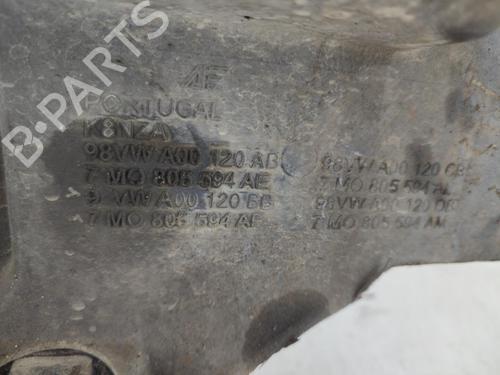 AF
PORTUGAL
K8NZA
98VW A00 120 AB
7 MO 805 594 AE
98VW A00 120 BB
7 MO 805 594 AF
98VW A00 120 CB
7 MO 805 594 AL
98VW A00 120 DB
7 MO 805 594 AM
B-PARTS